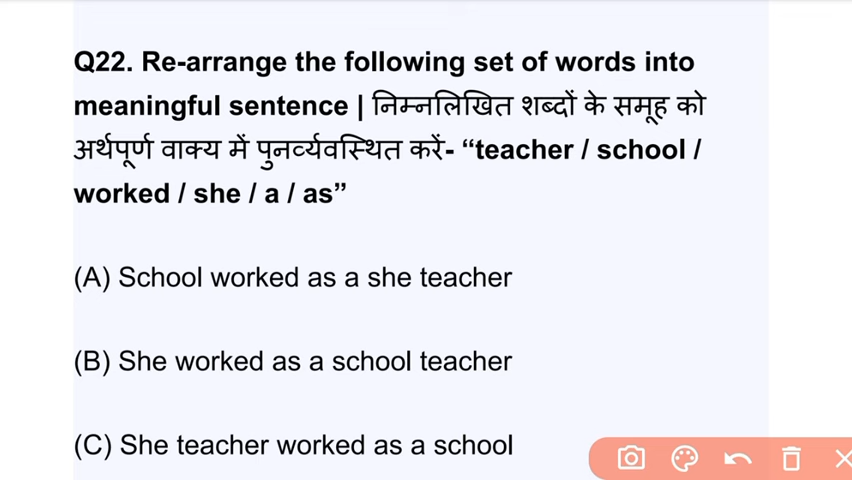 Q22. Re-arrange the following set of words into
meaningful sentence | निम्नलिखित शब्दों के समूह को
अर्थपूर्ण वाक्य में पुनर्व्यवस्थित करें- “teacher / school /
worked / she / a / as”
(A) School worked as a she teacher
(B) She worked as a school teacher
(C) She teacher worked as a school